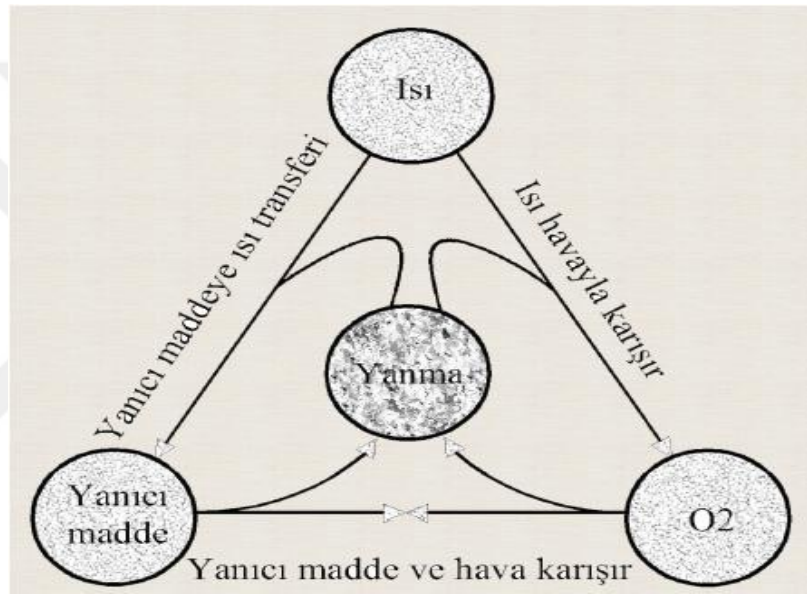 Isı
Yanıcı maddeye ısı transferi
Isı havayla karışır
Yanma
Yanıcı
madde
O2
Yanıcı madde ve hava karışır